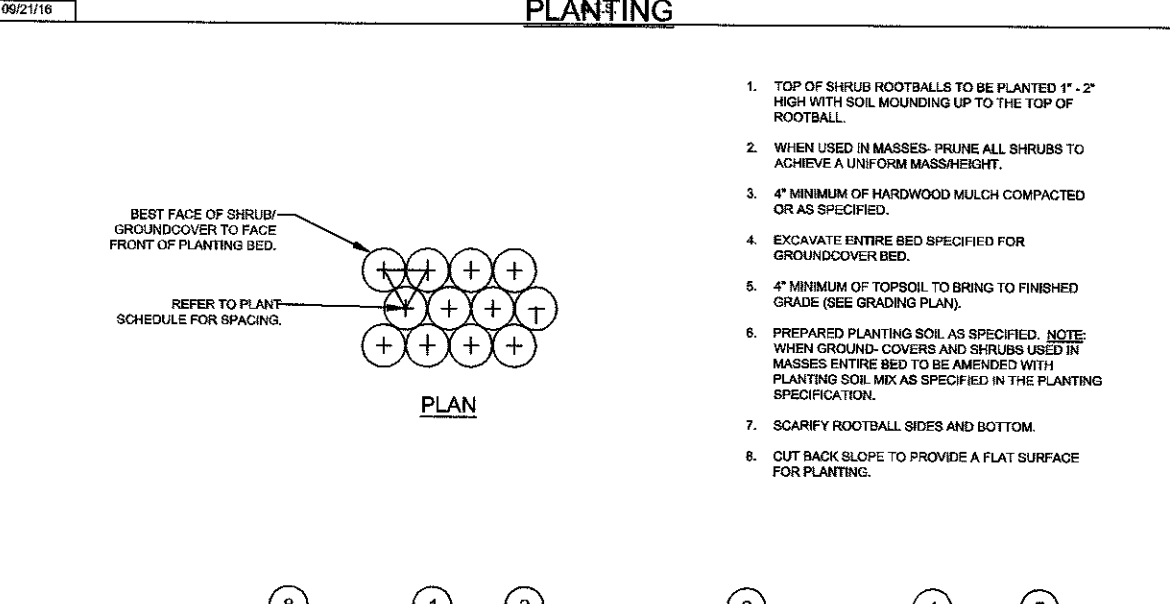 09/21/16
PLANTING
1. TOP OF SHRUB ROOTBALLS TO BE PLANTED 1" - 2"
HIGH WITH SOIL MOUNDING UP TO THE TOP OF
ROOTBALL.
2. WHEN USED IN MASSES- PRUNE ALL SHRUBS TO
ACHIEVE A UNIFORM MASS/HEIGHT.
3. 4" MINIMUM OF HARDWOOD MULCH COMPACTED
OR AS SPECIFIED.
4. EXCAVATE ENTIRE BED SPECIFIED FOR
GROUNDCOVER BED.
5. 4" MINIMUM OF TOPSOIL TO BRING TO FINISHED
GRADE (SEE GRADING PLAN).
6. PREPARED PLANTING SOIL AS SPECIFIED. NOTE:
WHEN GROUND- COVERS AND SHRUBS USED IN
MASSES ENTIRE BED TO BE AMENDED WITH
PLANTING SOIL MIX AS SPECIFIED IN THE PLANTING
SPECIFICATION.
7. SCARIFY ROOTBALL SIDES AND BOTTOM.
8. CUT BACK SLOPE TO PROVIDE A FLAT SURFACE
FOR PLANTING.
BEST FACE OF SHRUB/
GROUNDCOVER TO FACE
FRONT OF PLANTING BED.
REFER TO PLANT
SCHEDULE FOR SPACING.
PLAN